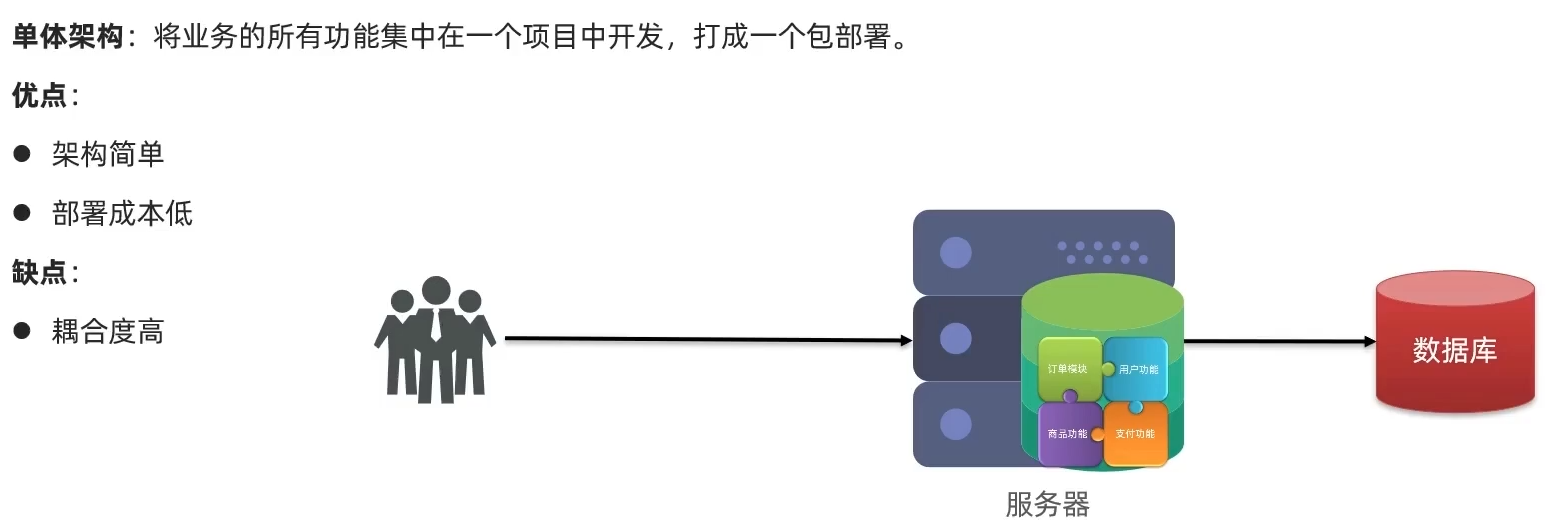 单体架构：将业务的所有功能集中在一个项目中开发，打成一个包部署。
优点：
● 架构简单
● 部署成本低
缺点：
● 耦合度高
订单模块
用户功能
商品功能
支付功能
数据库
服务器